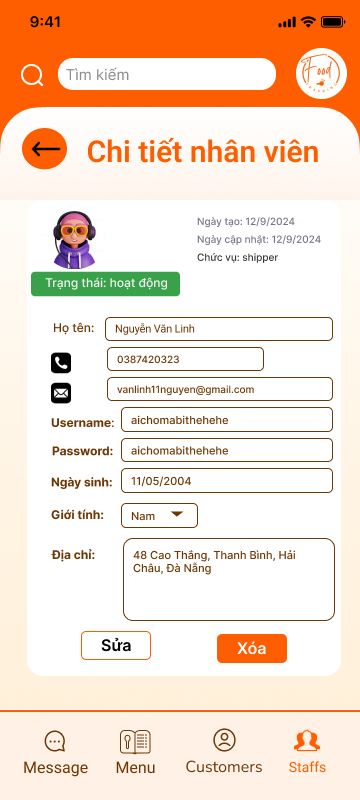 9:41
Tìm kiếm
Food
Chi tiết nhân viên
Ngày tạo: 12/9/2024
Ngày cập nhật: 12/9/2024
Chức vụ: shipper
Trạng thái: hoạt động
Họ tên: Nguyễn Văn Linh
0387420323
vanlinh11nguyen@gmail.com
Username: aichomabithehehe
Password: aichomabithehehe
Ngày sinh: 11/05/2004
Giới tính: Nam
Địa chỉ: 48 Cao Thắng, Thanh Bình, Hải
Châu, Đà Nẵng
Sửa Xóa
Message Menu Customers Staffs